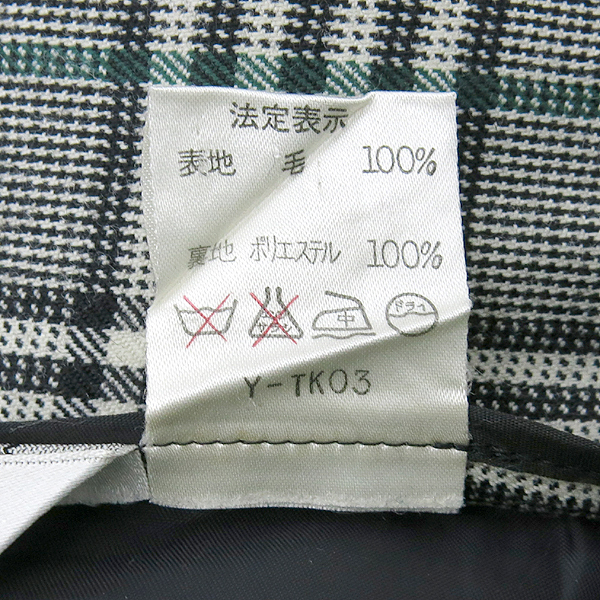 法定表示
表地 毛 100%
裏地 ポリエステル 100%
中 ドライ
Y-TK03